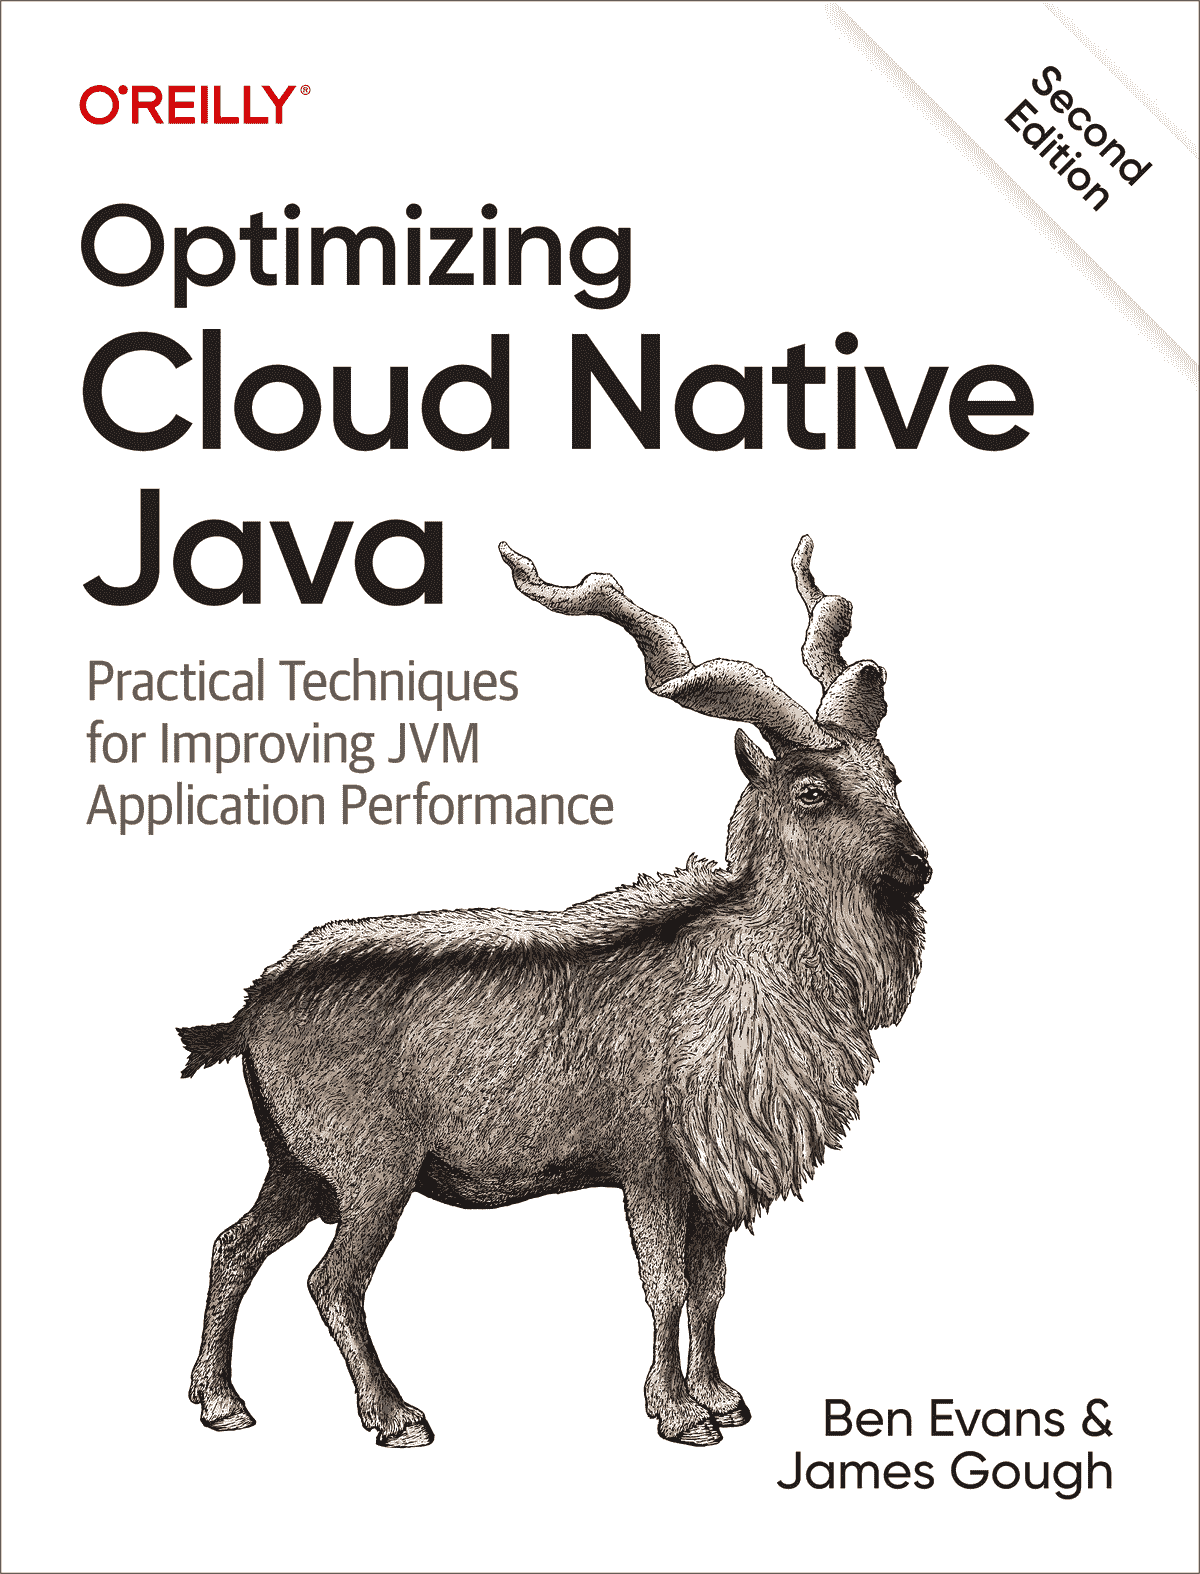 O'REILLY®
Second
Edition
Optimizing
Cloud Native
Java
Practical Techniques
for Improving JVM
Application Performance
Ben Evans &
James Gough